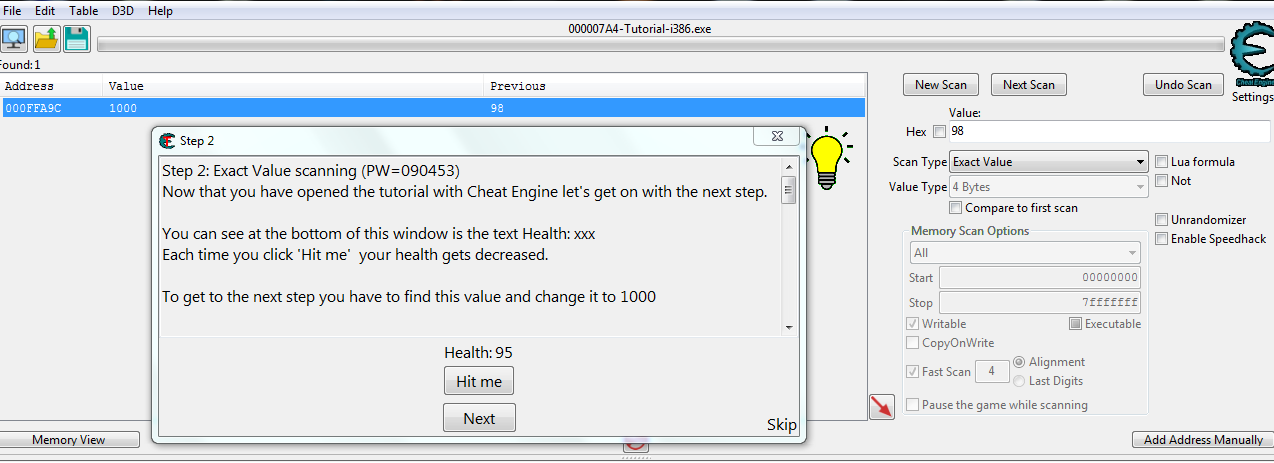 File Edit Table D3D Help
000007A4-Tutorial-i386.exe
Found:1
Address Value Previous
000FFA9C 1000 98
New Scan Next Scan Undo Scan
Cheat Engine
Settings
Value:
Hex 98
Scan Type Exact Value Lua formula
Value Type 4 Bytes Not
Compare to first scan
Unrandomizer
Enable Speedhack
Memory Scan Options
All
Start 00000000
Stop 7fffffff
Writable Executable
CopyOnWrite
Fast Scan 4 Alignment
Last Digits
Pause the game while scanning
Memory View Add Address Manually
Step 2
Step 2: Exact Value scanning (PW=090453)
Now that you have opened the tutorial with Cheat Engine let's get on with the next step.
You can see at the bottom of this window is the text Health: xxx
Each time you click 'Hit me'  your health gets decreased.
To get to the next step you have to find this value and change it to 1000
Health: 95
Hit me
Next
Skip